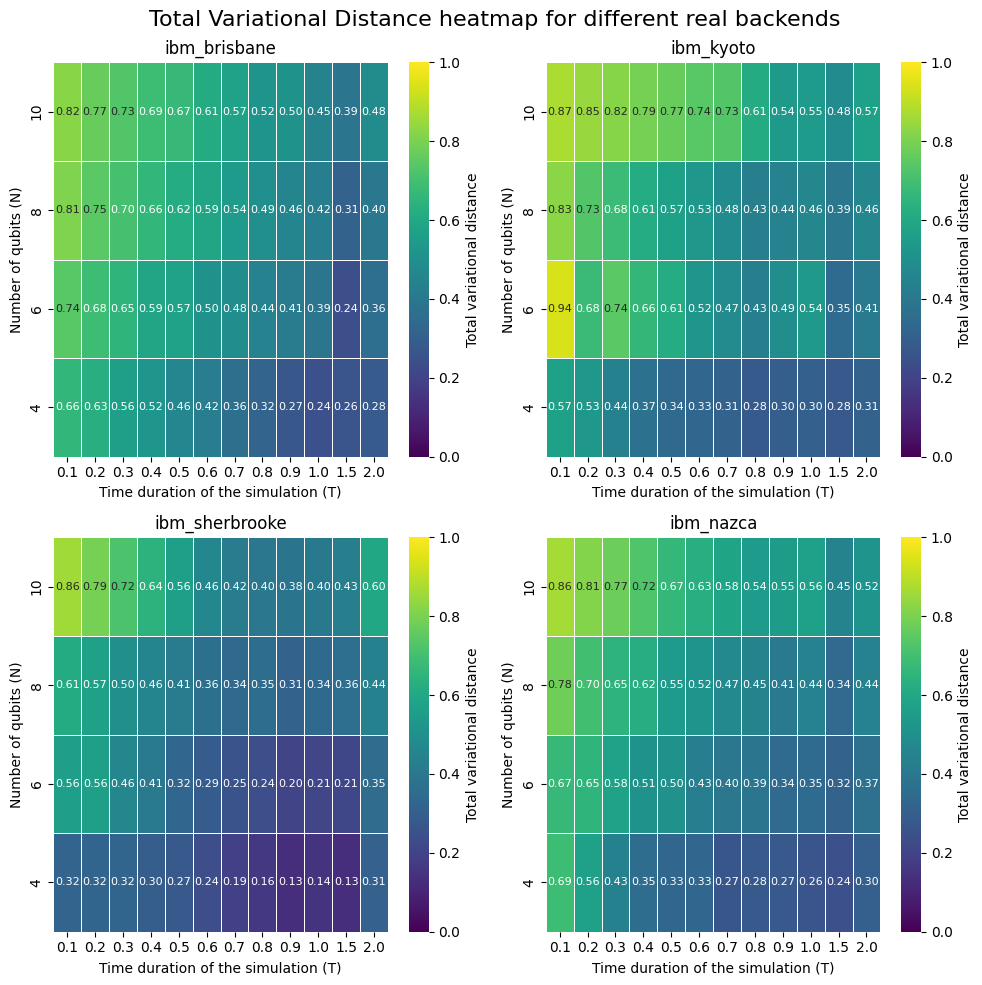 Total Variational Distance heatmap for different real backends
ibm_brisbane
Number of qubits (N)
10 0.82 0.77 0.73 0.69 0.67 0.61 0.57 0.52 0.50 0.45 0.39 0.48
8 0.81 0.75 0.70 0.66 0.62 0.59 0.54 0.49 0.46 0.42 0.31 0.40
6 0.74 0.68 0.65 0.59 0.57 0.50 0.48 0.44 0.41 0.39 0.24 0.36
4 0.66 0.63 0.56 0.52 0.46 0.42 0.36 0.32 0.27 0.24 0.26 0.28
0.1 0.2 0.3 0.4 0.5 0.6 0.7 0.8 0.9 1.0 1.5 2.0
Time duration of the simulation (T)
1.0
0.8
0.6
0.4
0.2
0.0
Total variational distance
ibm_kyoto
Number of qubits (N)
10 0.87 0.85 0.82 0.79 0.77 0.74 0.73 0.61 0.54 0.55 0.48 0.57
8 0.83 0.73 0.68 0.61 0.57 0.53 0.48 0.43 0.44 0.46 0.39 0.46
6 0.94 0.68 0.74 0.66 0.61 0.52 0.47 0.43 0.49 0.54 0.35 0.41
4 0.57 0.53 0.44 0.37 0.34 0.33 0.31 0.28 0.30 0.30 0.28 0.31
0.1 0.2 0.3 0.4 0.5 0.6 0.7 0.8 0.9 1.0 1.5 2.0
Time duration of the simulation (T)
1.0
0.8
0.6
0.4
0.2
0.0
Total variational distance
ibm_sherbrooke
Number of qubits (N)
10 0.86 0.79 0.72 0.64 0.56 0.46 0.42 0.40 0.38 0.40 0.43 0.60
8 0.61 0.57 0.50 0.46 0.41 0.36 0.34 0.35 0.31 0.34 0.36 0.44
6 0.56 0.56 0.46 0.41 0.32 0.29 0.25 0.24 0.20 0.21 0.21 0.35
4 0.32 0.32 0.32 0.30 0.27 0.24 0.19 0.16 0.13 0.14 0.13 0.31
0.1 0.2 0.3 0.4 0.5 0.6 0.7 0.8 0.9 1.0 1.5 2.0
Time duration of the simulation (T)
1.0
0.8
0.6
0.4
0.2
0.0
Total variational distance
ibm_nazca
Number of qubits (N)
10 0.86 0.81 0.77 0.72 0.67 0.63 0.58 0.54 0.55 0.56 0.45 0.52
8 0.78 0.70 0.65 0.62 0.55 0.52 0.47 0.45 0.41 0.44 0.34 0.44
6 0.67 0.65 0.58 0.51 0.50 0.43 0.40 0.39 0.34 0.35 0.32 0.37
4 0.69 0.56 0.43 0.35 0.33 0.33 0.27 0.28 0.27 0.26 0.24 0.30
0.1 0.2 0.3 0.4 0.5 0.6 0.7 0.8 0.9 1.0 1.5 2.0
Time duration of the simulation (T)
1.0
0.8
0.6
0.4
0.2
0.0
Total variational distance